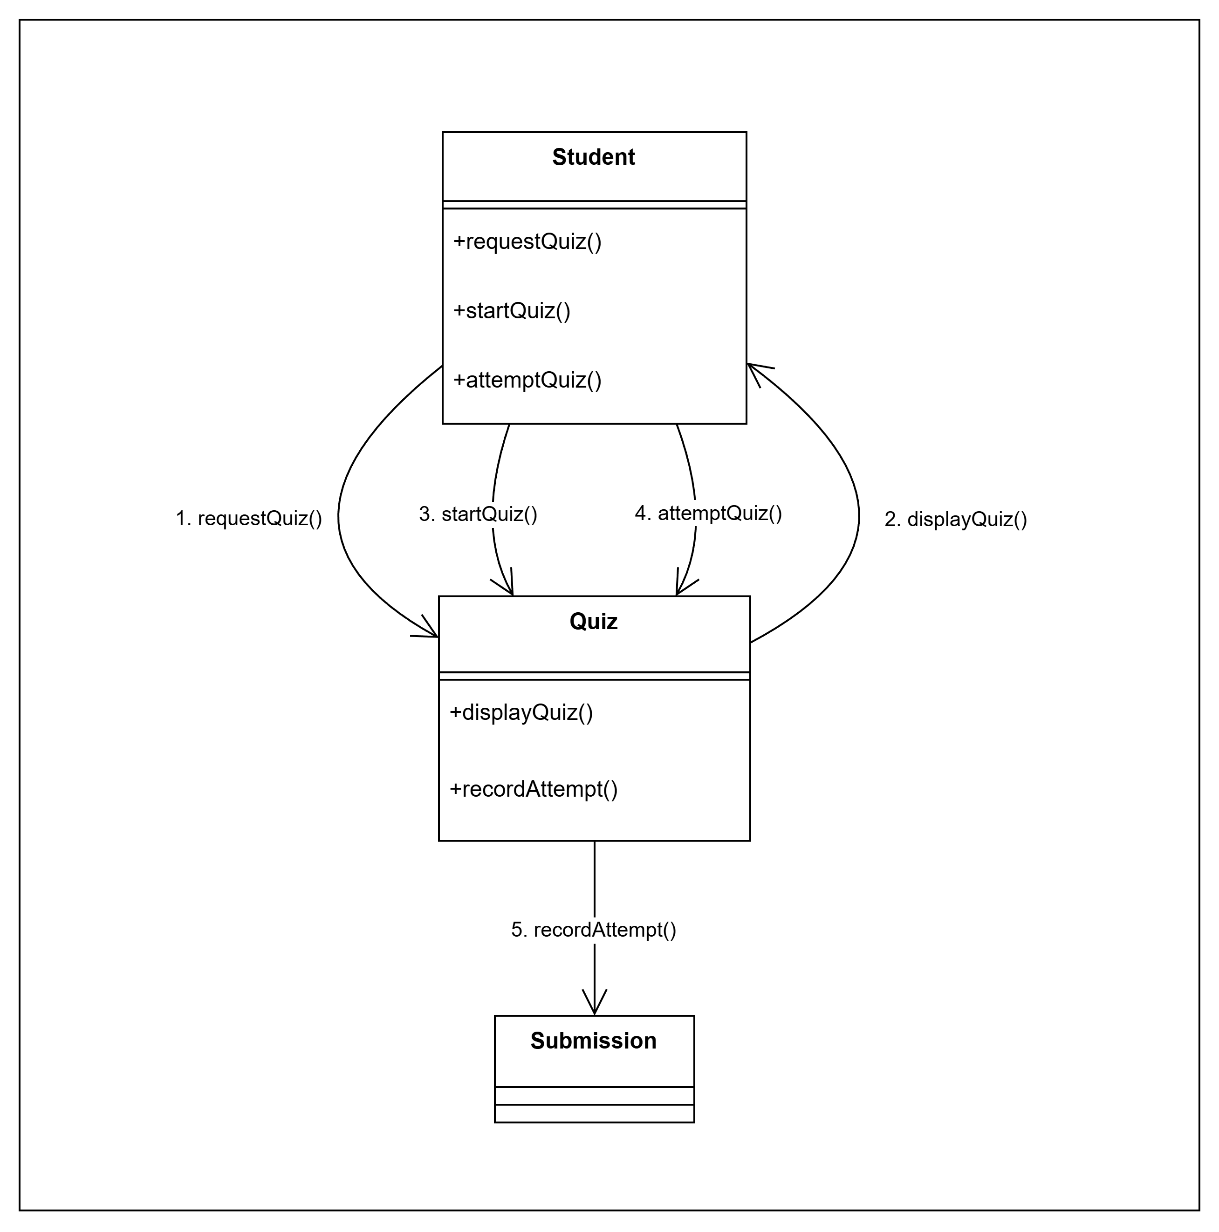 Student
+requestQuiz()
+startQuiz()
+attemptQuiz()
1. requestQuiz()
3. startQuiz()
4. attemptQuiz()
2. displayQuiz()
Quiz
+displayQuiz()
+recordAttempt()
5. recordAttempt()
Submission